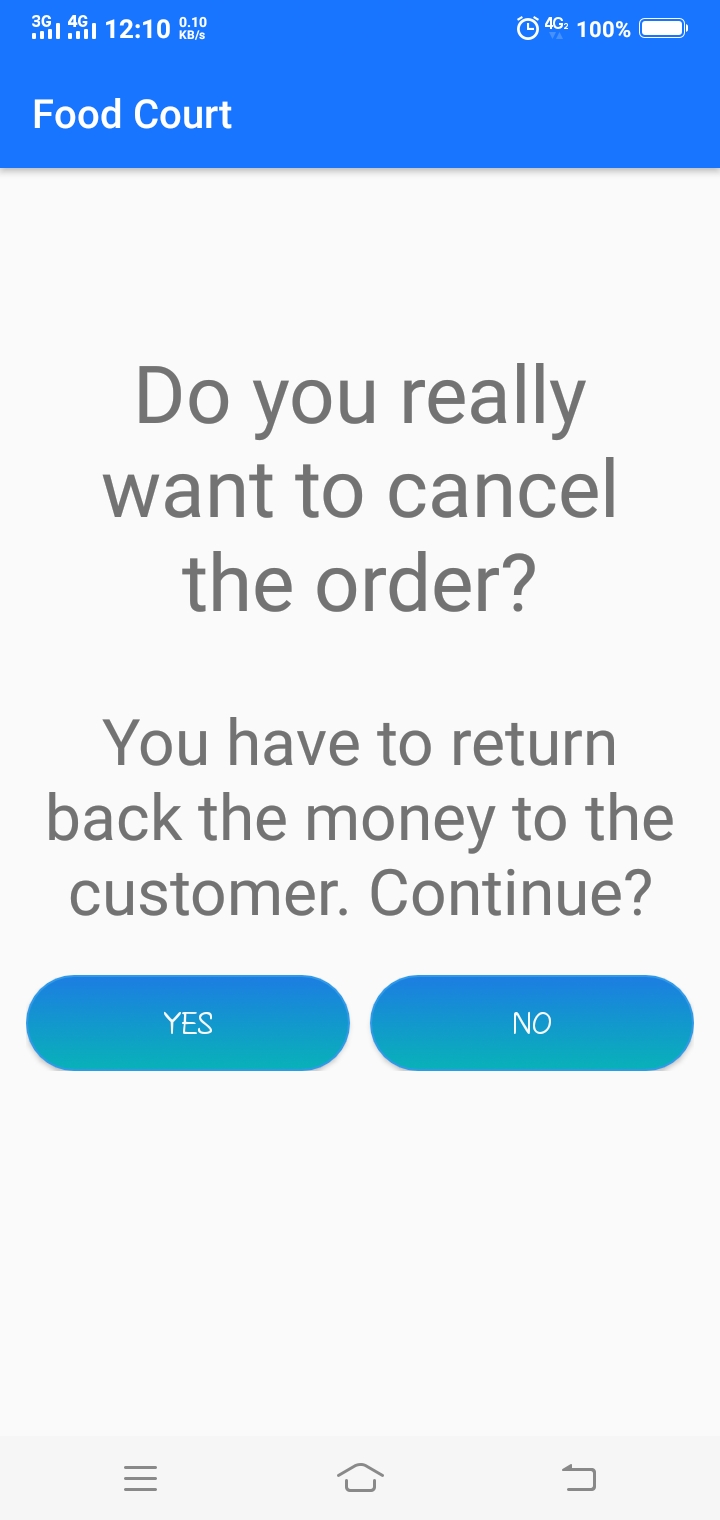 3G 4G 12:10 0.10 KB/s 4G2 100%
Food Court
Do you really
want to cancel
the order?
You have to return
back the money to the
customer. Continue?
YES NO